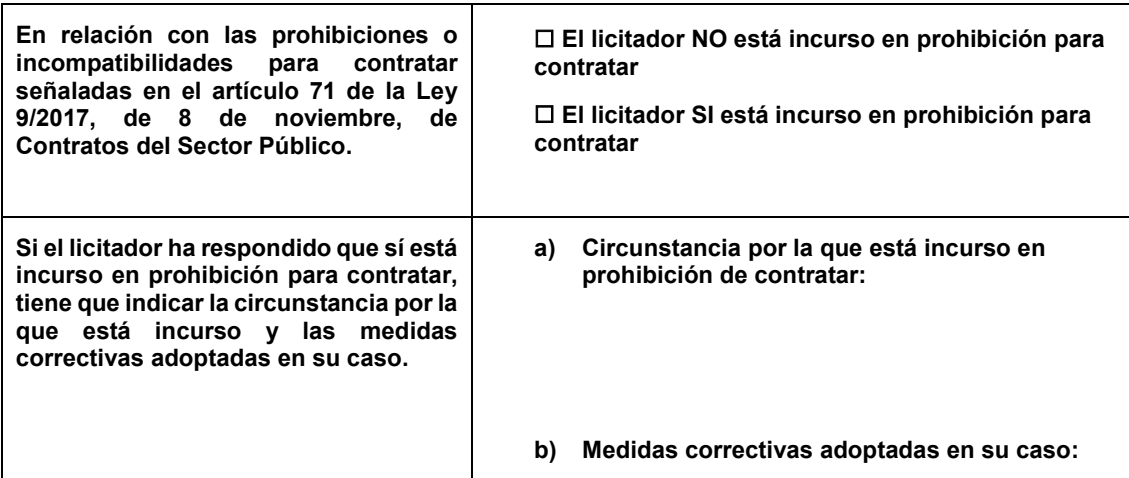 En relación con las prohibiciones o
incompatibilidades para contratar
señaladas en el artículo 71 de la Ley
9/2017, de 8 de noviembre, de
Contratos del Sector Público.
☐ El licitador NO está incurso en prohibición para
contratar
☐ El licitador SI está incurso en prohibición para
contratar
Si el licitador ha respondido que sí está
incurso en prohibición para contratar,
tiene que indicar la circunstancia por la
que está incurso y las medidas
correctivas adoptadas en su caso.
a) Circunstancia por la que está incurso en
prohibición de contratar:
b) Medidas correctivas adoptadas en su caso: